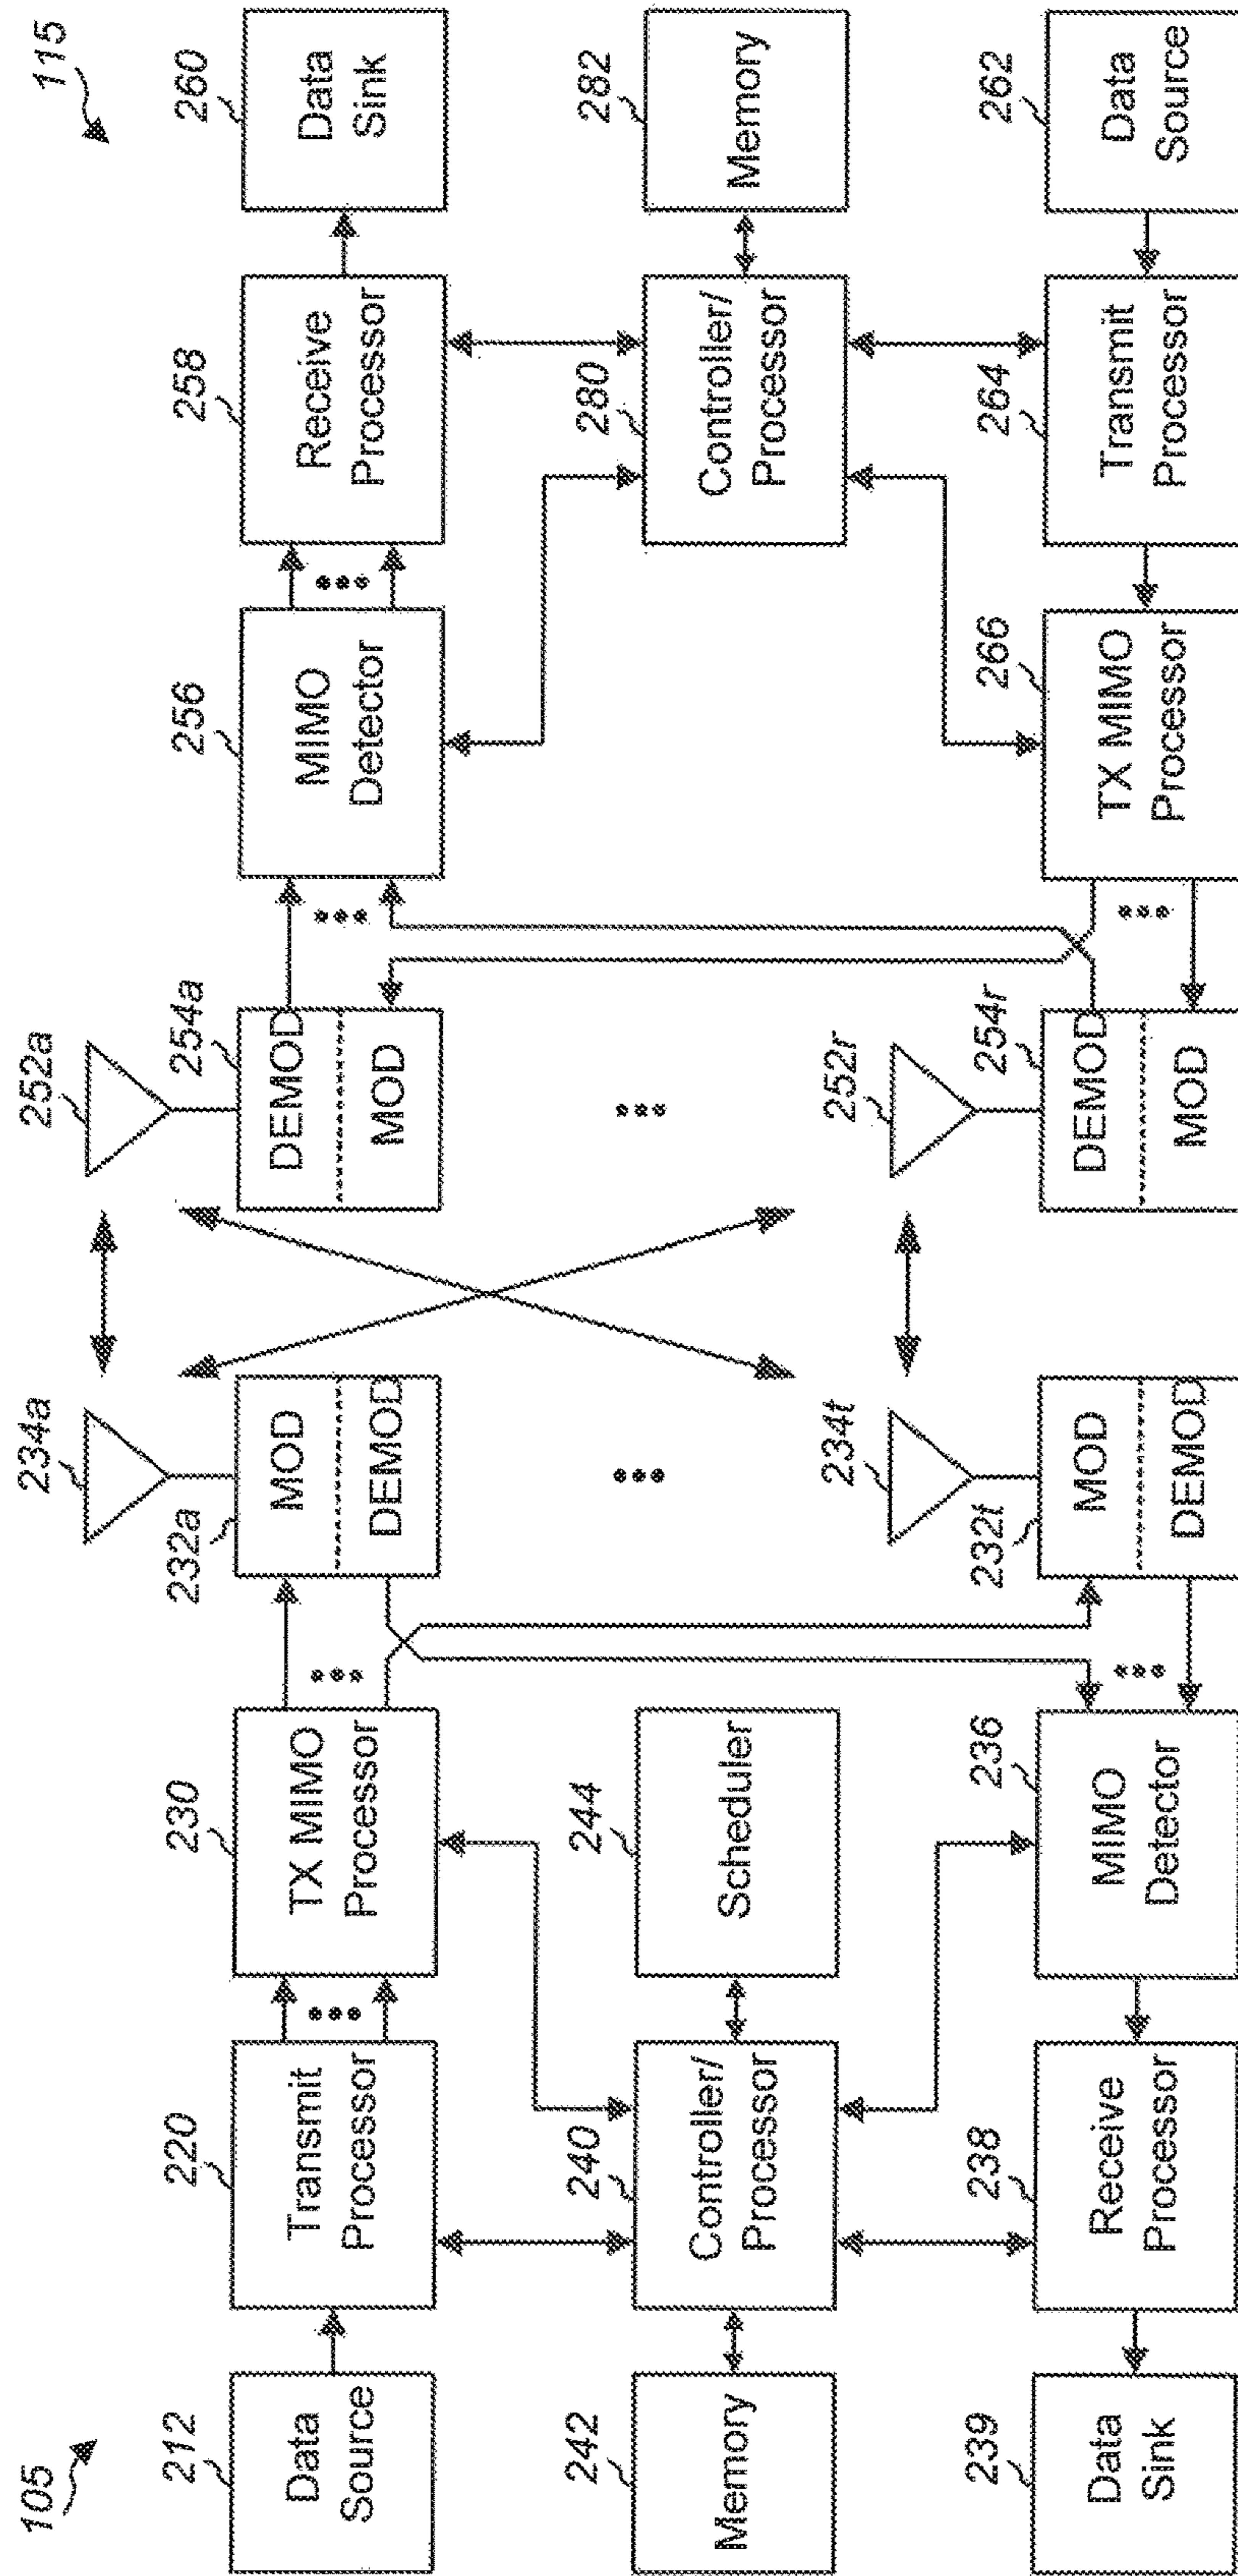 105
212
Data
Source
220
Transmit
Processor
230
TX MIMO
Processor
232a
MOD
DEMOD
234a
252a
254a
DEMOD
MOD
256
MIMO
Detector
258
Receive
Processor
260
Data
Sink
115
242
Memory
240
Controller/
Processor
244
Scheduler
280
Controller/
Processor
282
Memory
239
Data
Sink
238
Receive
Processor
236
MIMO
Detector
232t
MOD
DEMOD
234t
252r
254r
DEMOD
MOD
266
TX MIMO
Processor
264
Transmit
Processor
262
Data
Source